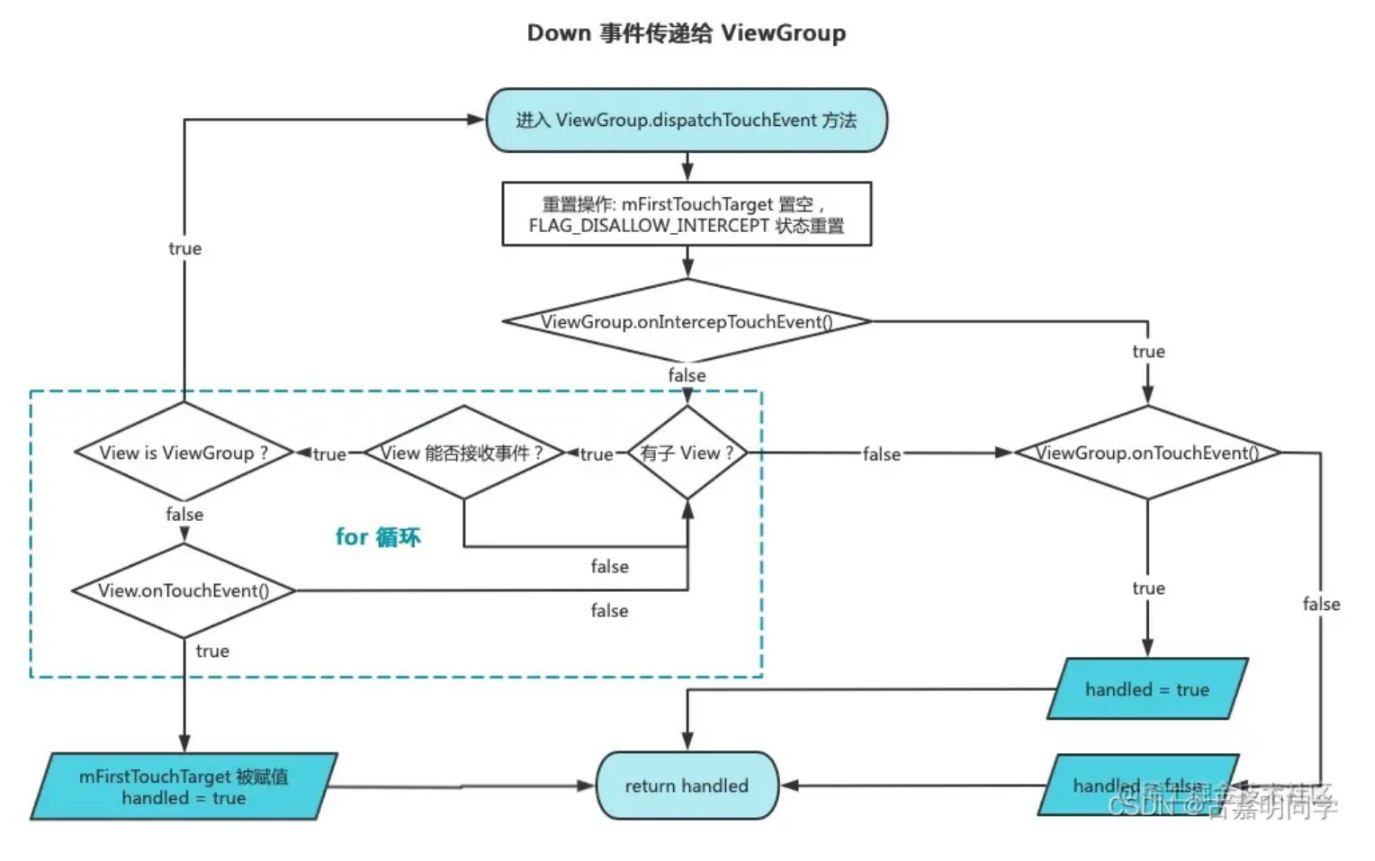 Down 事件传递给 ViewGroup
进入 ViewGroup.dispatchTouchEvent 方法
重置操作: mFirstTouchTarget 置空，
FLAG_DISALLOW_INTERCEPT 状态重置
true
ViewGroup.onIntercepTouchEvent()
true
false
View is ViewGroup ?
true
View 能否接收事件 ?
true
有子 View ?
false
ViewGroup.onTouchEvent()
false
for 循环
false
View.onTouchEvent()
false
true
true
false
handled = true
mFirstTouchTarget 被赋值
handled = true
return handled
handled = false
@稀土掘金技术社区
CSDN @吉嘉明同学